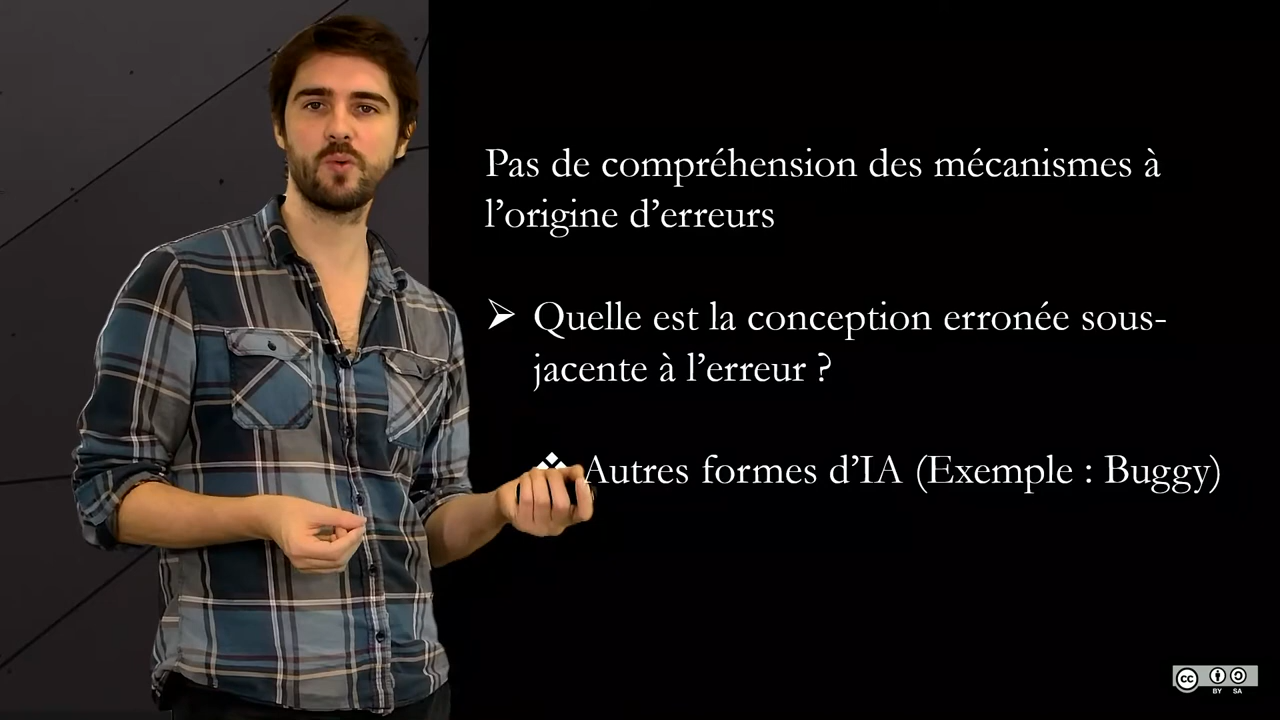 Pas de compréhension des mécanismes à
l’origine d’erreurs
➢ Quelle est la conception erronée sous-
jacente à l’erreur ?
❖ Autres formes d’IA (Exemple : Buggy)
cc
BY SA